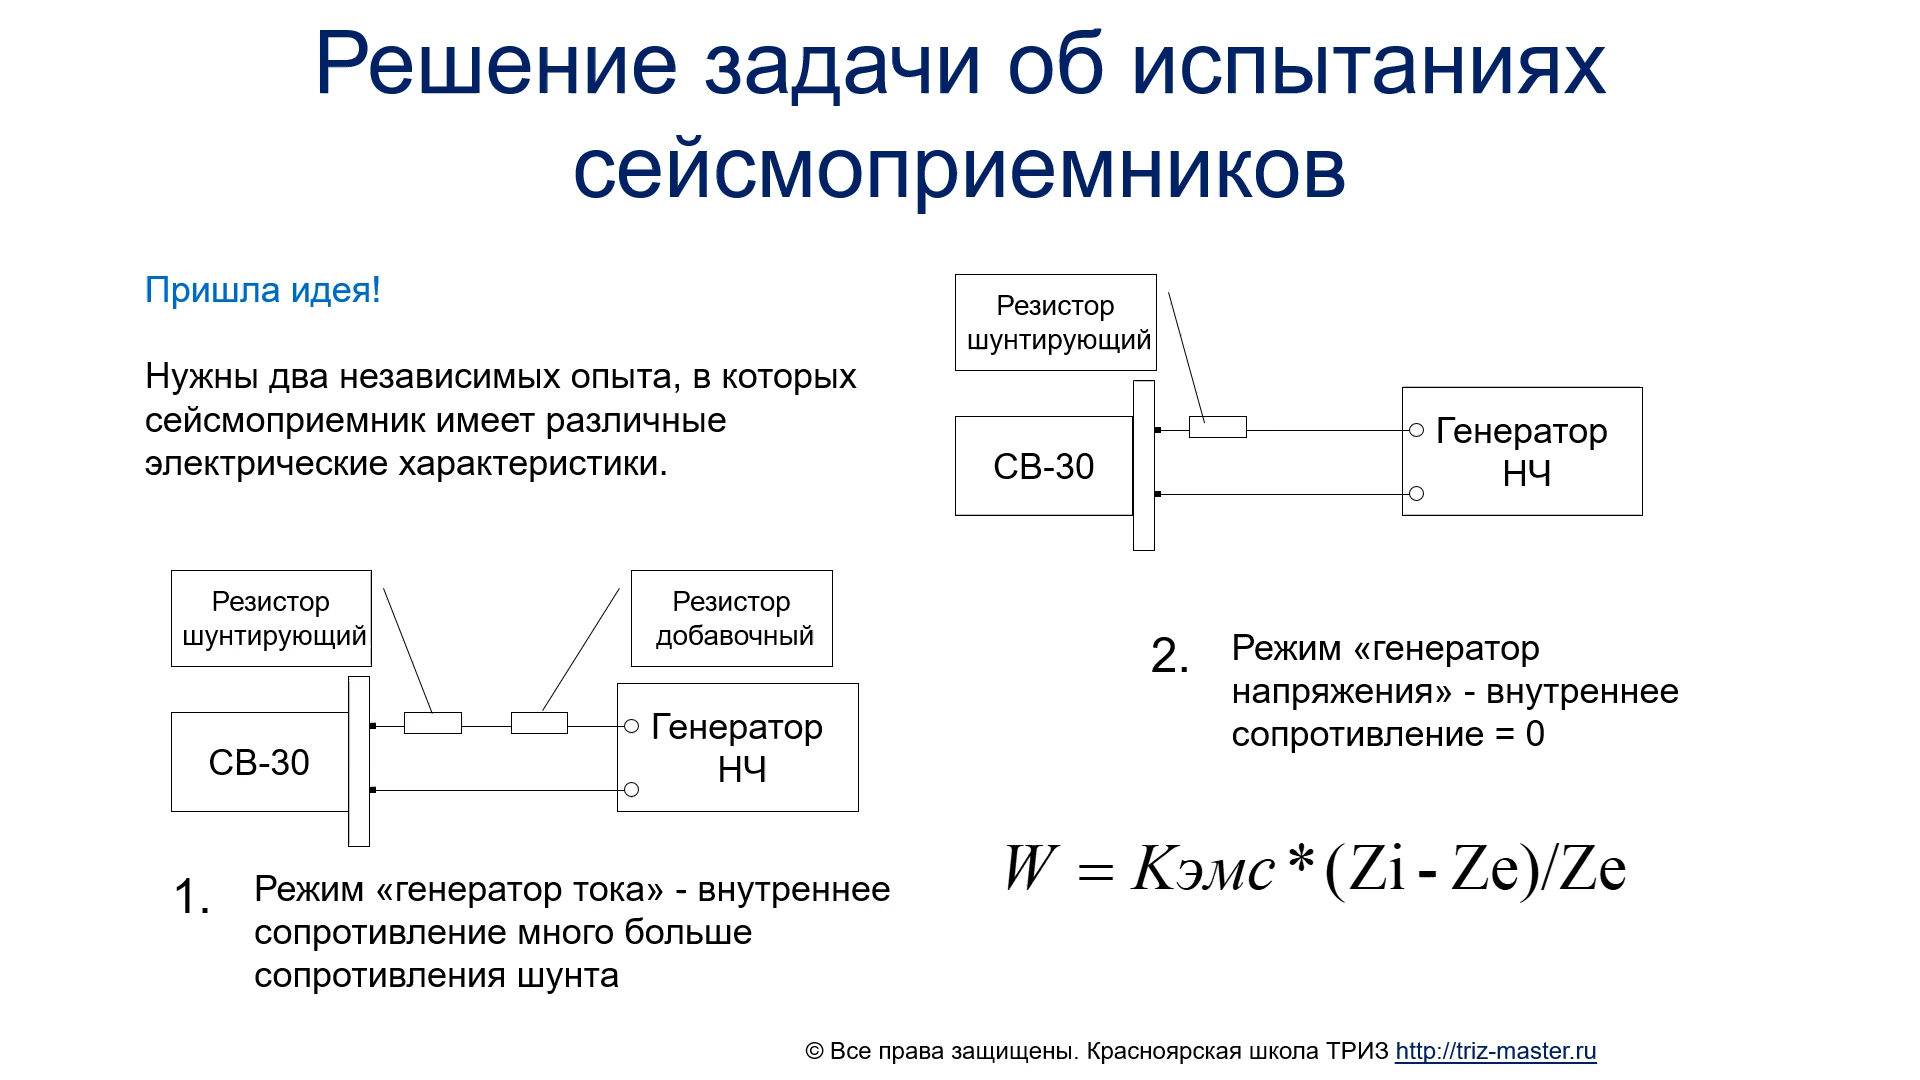 Решение задачи об испытаниях
сейсмоприемников
Пришла идея!
Нужны два независимых опыта, в которых
сейсмоприемник имеет различные
электрические характеристики.
Резистор
шунтирующий
Резистор
добавочный
СВ-30
Генератор
НЧ
1.
Режим «генератор тока» - внутреннее
сопротивление много больше
сопротивления шунта
Резистор
шунтирующий
СВ-30
Генератор
НЧ
2.
Режим «генератор
напряжения» - внутреннее
сопротивление = 0
W = Kэмс * (Zi - Ze)/Ze
© Все права защищены. Красноярская школа ТРИЗ http://triz-master.ru